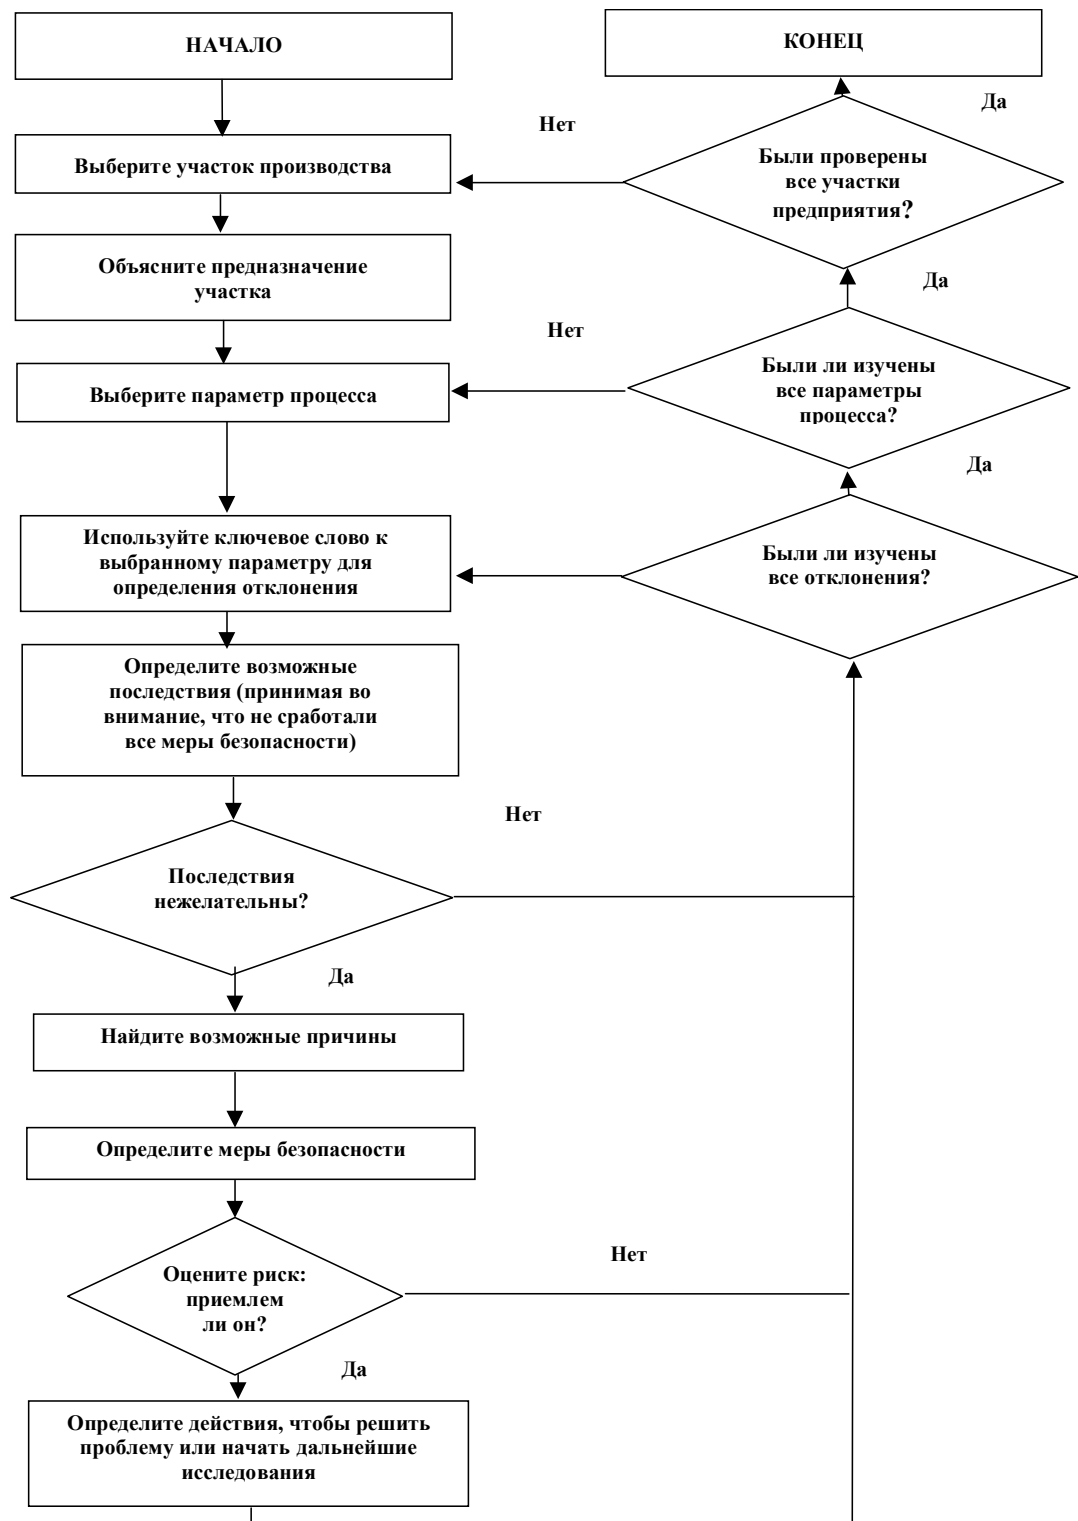 НАЧАЛО
КОНЕЦ
Да
Нет
Выберите участок производства
Были проверены
все участки
предприятия?
Объясните предназначение
участка
Да
Нет
Выберите параметр процесса
Были ли изучены
все параметры
процесса?
Да
Используйте ключевое слово к
выбранному параметру для
определения отклонения
Были ли изучены
все отклонения?
Определите возможные
последствия (принимая во
внимание, что не сработали
все меры безопасности)
Нет
Последствия
нежелательны?
Да
Найдите возможные причины
Определите меры безопасности
Нет
Оцените риск:
приемлем
ли он?
Да
Определите действия, чтобы решить
проблему или начать дальнейшие
исследования